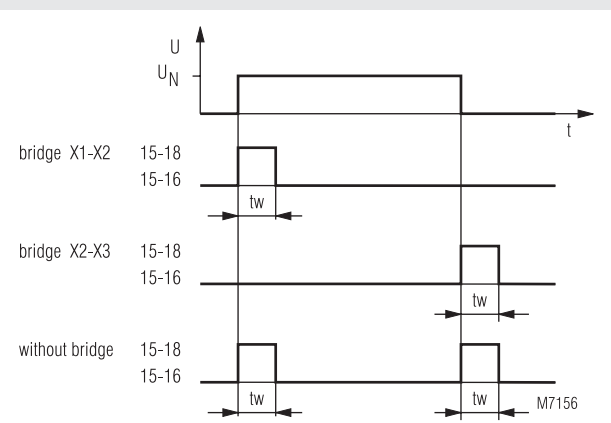 U
U_N
t
bridge X1-X2 15-18
15-16
tw
bridge X2-X3 15-18
15-16
tw
without bridge 15-18
15-16
tw tw
M7156